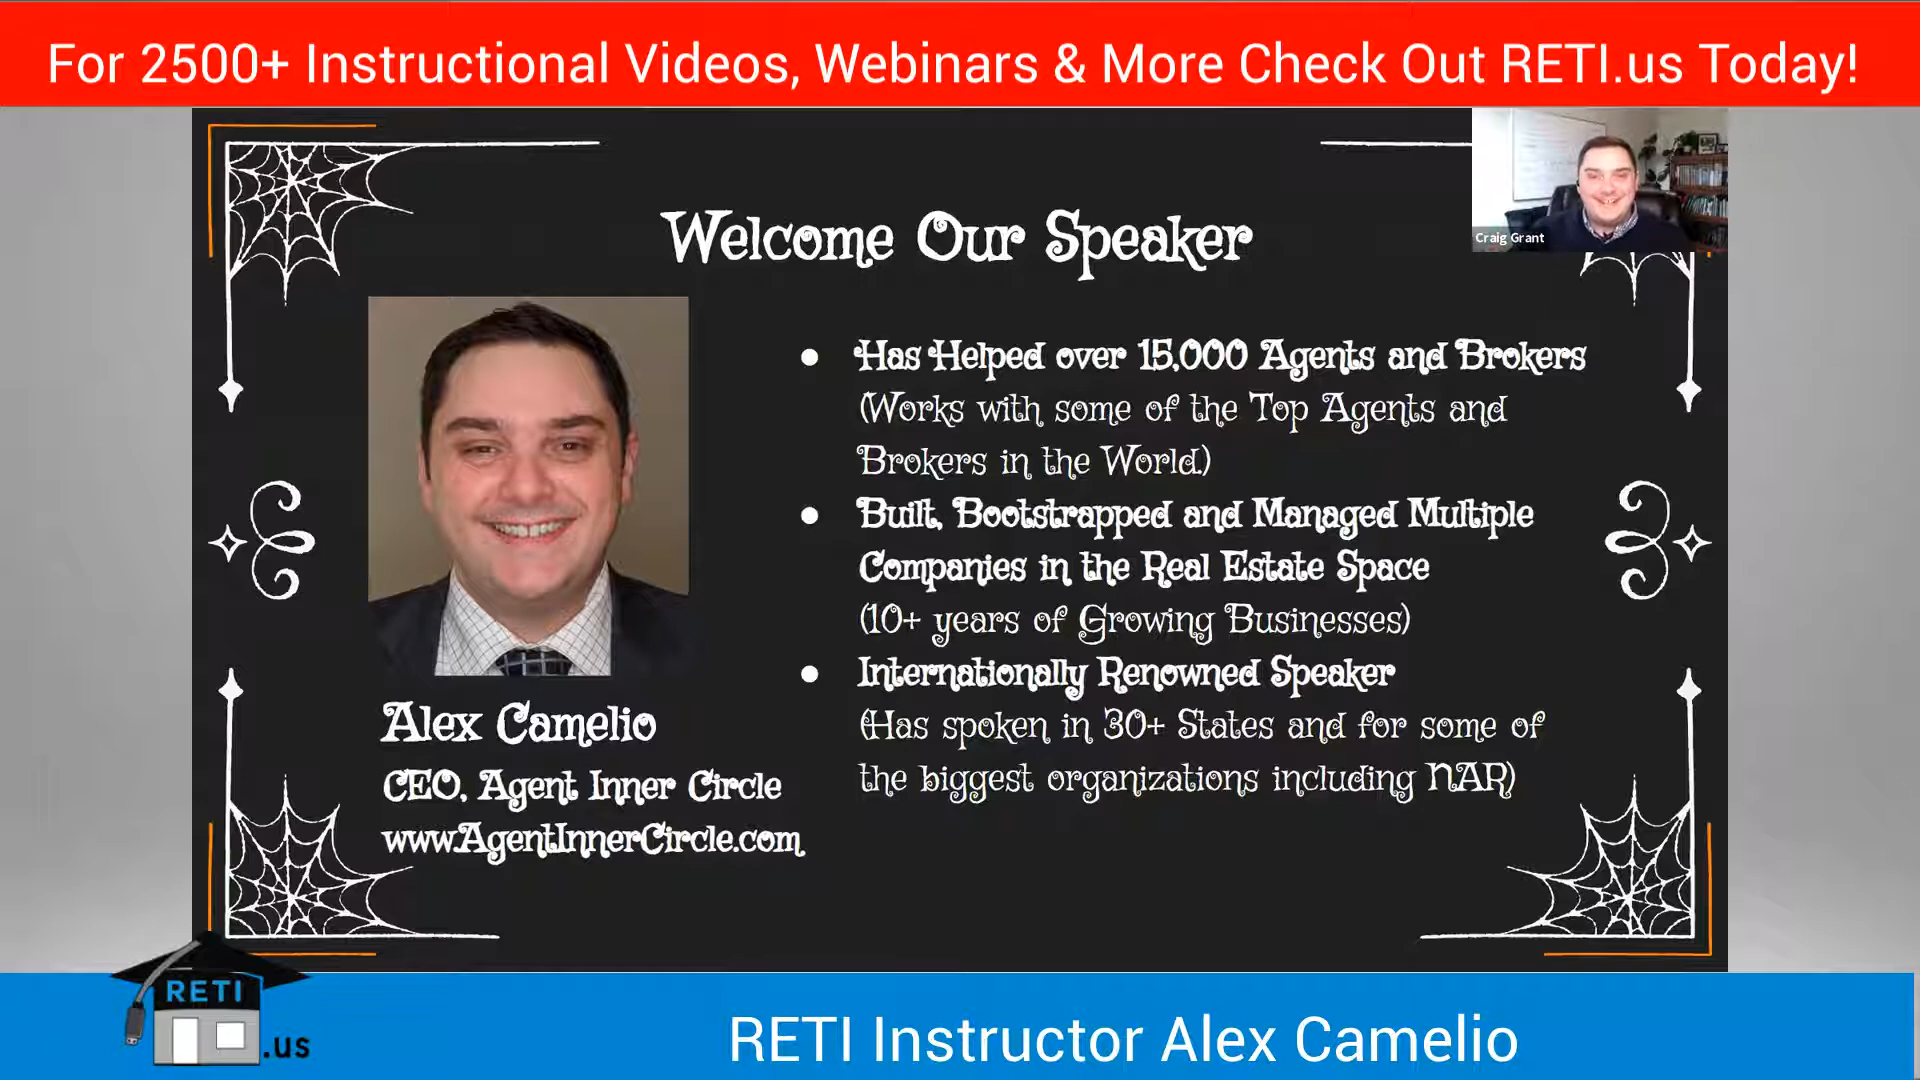 For 2500+ Instructional Videos, Webinars & More Check Out RETI.us Today!
Craig Grant
Welcome Our Speaker
Has Helped over 15,000 Agents and Brokers
(Works with some of the Top Agents and
Brokers in the World)
Built, Bootstrapped and Managed Multiple
Companies in the Real Estate Space
(10+ years of Growing Businesses)
Internationally Renowned Speaker
(Has spoken in 30+ States and for some of
the biggest organizations including NAR)
Alex Camelio
CEO, Agent Inner Circle
www.AgentInnerCircle.com
RETI
.us
RETI Instructor Alex Camelio